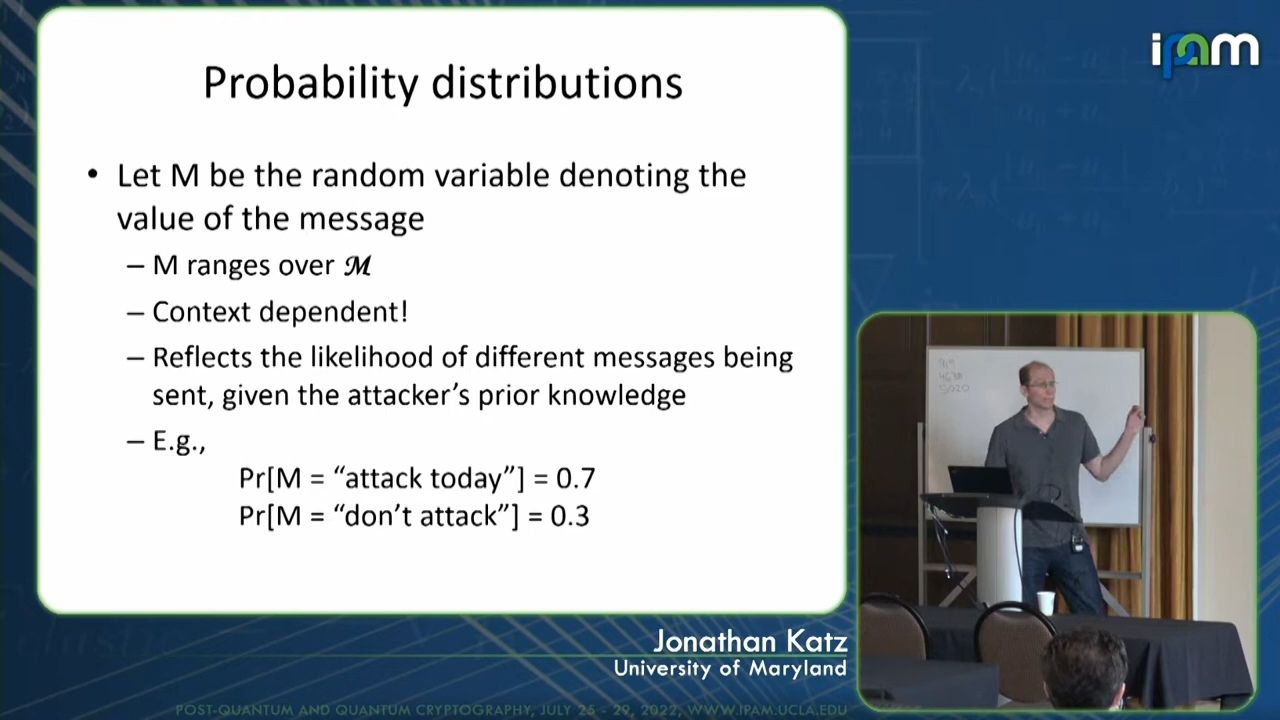 Probability distributions
• Let M be the random variable denoting the
value of the message
– M ranges over ℳ
– Context dependent!
– Reflects the likelihood of different messages being
sent, given the attacker’s prior knowledge
– E.g.,
Pr[M = “attack today”] = 0.7
Pr[M = “don’t attack”] = 0.3
ipam
Jonathan Katz
University of Maryland
POST-QUANTUM AND QUANTUM CRYPTOGRAPHY, JULY 25 - 29, 2022, WWW.IPAM.UCLA.EDU